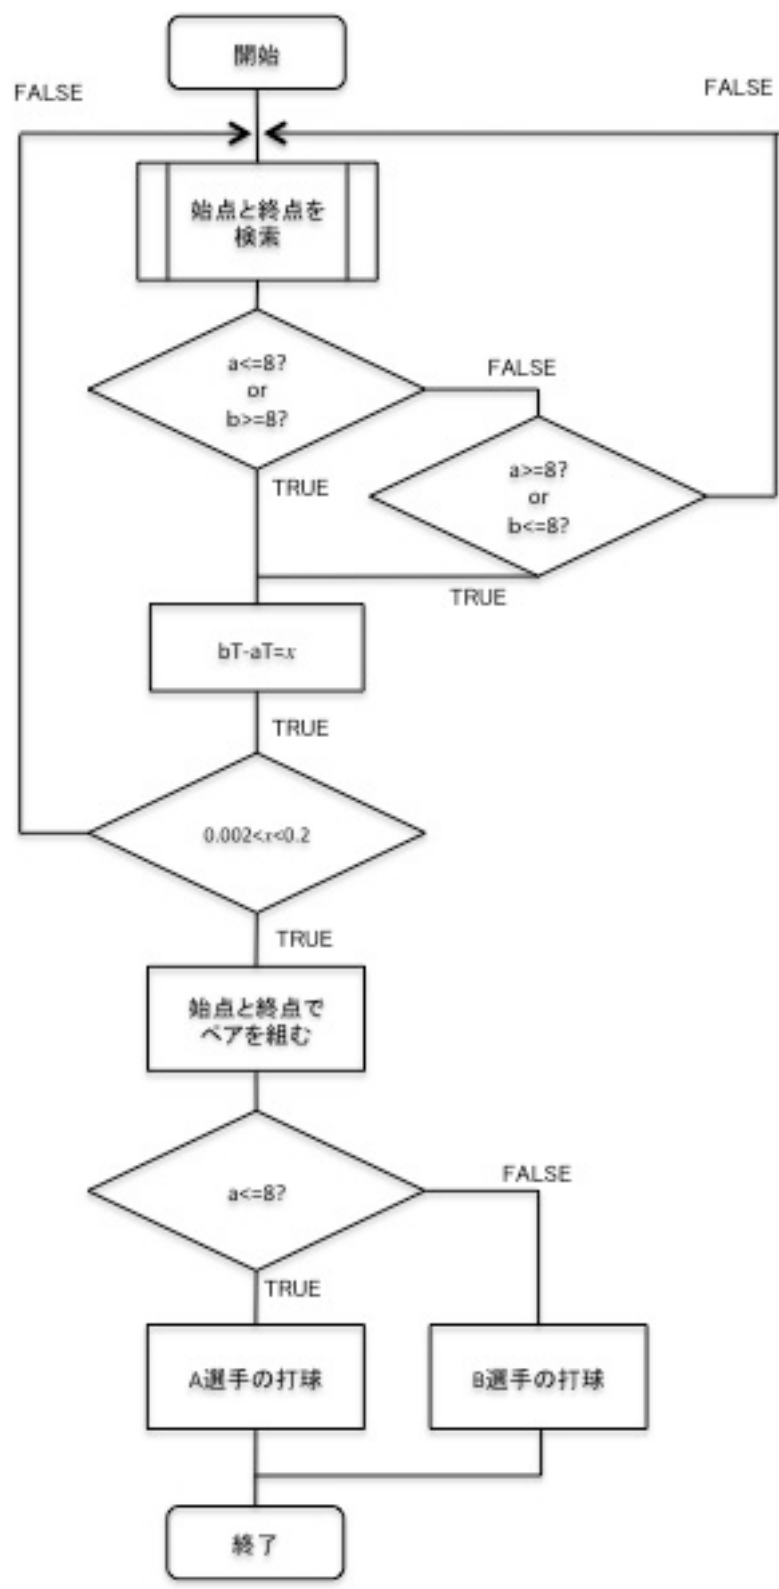 開始
FALSE
FALSE
始点と終点を
検索
a<=8?
or
b>=8?
FALSE
TRUE
a>=8?
or
b<=8?
TRUE
bT-aT=x
TRUE
0.002<x<0.2
TRUE
始点と終点で
ペアを組む
a<=8?
FALSE
TRUE
A選手の打球
B選手の打球
終了